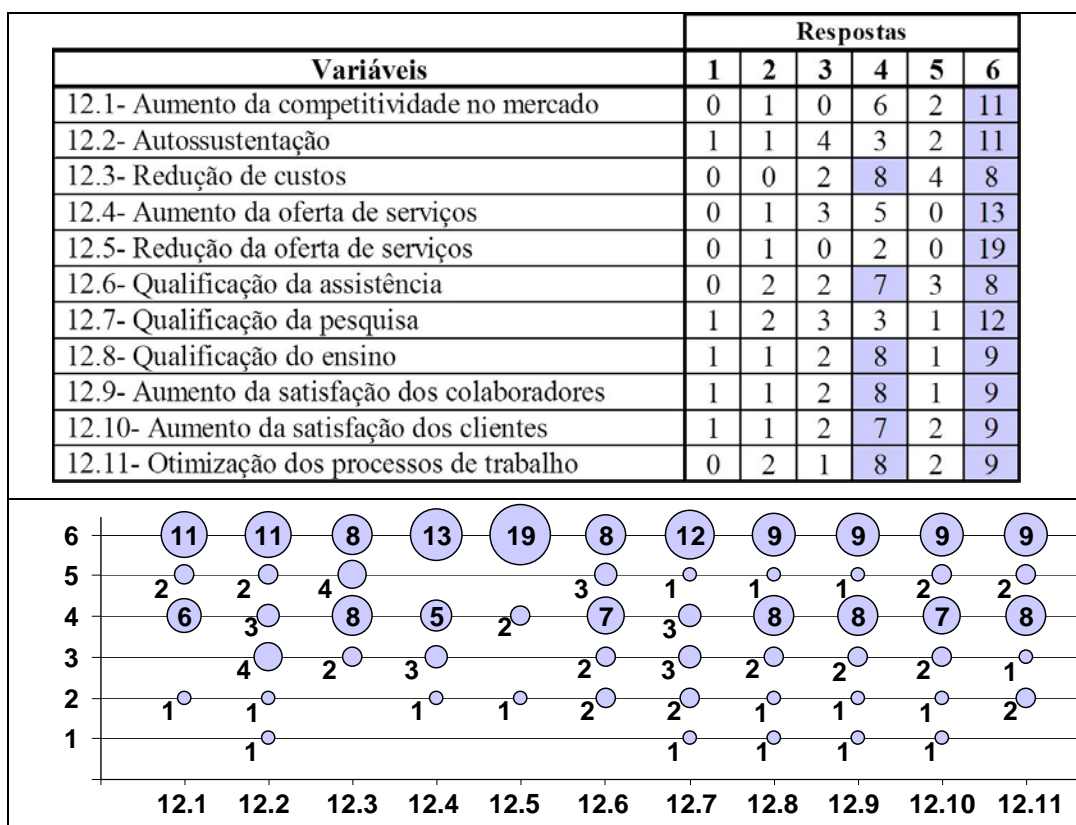 Respostas
Variáveis 1 2 3 4 5 6
12.1- Aumento da competitividade no mercado 0 1 0 6 2 11
12.2- Autossustentação 1 1 4 3 2 11
12.3- Redução de custos 0 0 2 8 4 8
12.4- Aumento da oferta de serviços 0 1 3 5 0 13
12.5- Redução da oferta de serviços 0 1 0 2 0 19
12.6- Qualificação da assistência 0 2 2 7 3 8
12.7- Qualificação da pesquisa 1 2 3 3 1 12
12.8- Qualificação do ensino 1 1 2 8 1 9
12.9- Aumento da satisfação dos colaboradores 1 1 2 8 1 9
12.10- Aumento da satisfação dos clientes 1 1 2 7 2 9
12.11- Otimização dos processos de trabalho 0 2 1 8 2 9
6 11 11 8 13 19 8 12 9 9 9 9
5 2 2 4 3 1 1 1 2 2
4 6 3 8 5 2 7 3 8 8 7 8
3 4 2 3 2 3 2 2 2 1
2 1 1 1 1 2 2 1 1 1 2
1 1 1 1 1 1
12.1 12.2 12.3 12.4 12.5 12.6 12.7 12.8 12.9 12.10 12.11